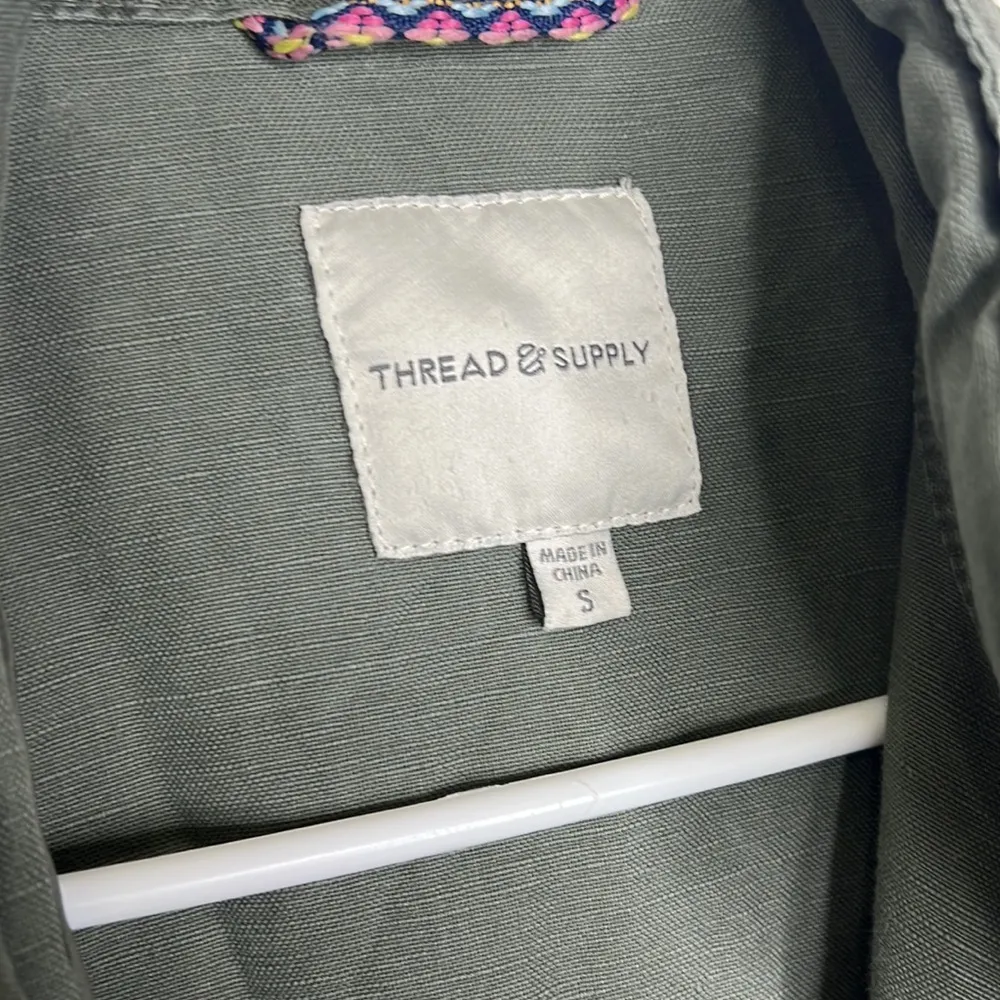 THREAD & SUPPLY
MADE IN
CHINA
S